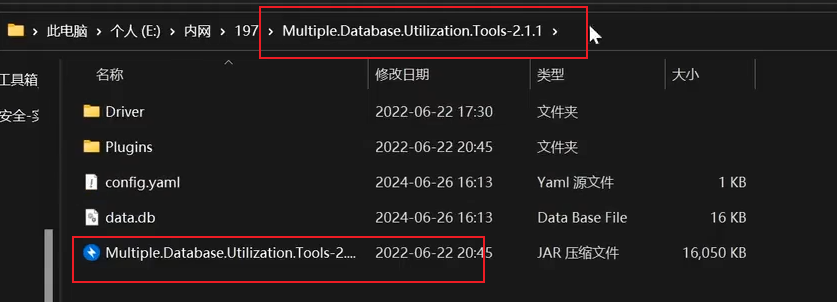 此电脑 > 个人 (E:) > 内网 > 197 > Multiple.Database.Utilization.Tools-2.1.1 >
工具箱 名称 修改日期 类型 大小
安全-实 Driver 2022-06-22 17:30 文件夹
Plugins 2022-06-22 20:45 文件夹
config.yaml 2024-06-26 16:13 Yaml 源文件 1 KB
data.db 2024-06-26 16:13 Data Base File 16 KB
Multiple.Database.Utilization.Tools-2.... 2022-06-22 20:45 JAR 压缩文件 16,050 KB